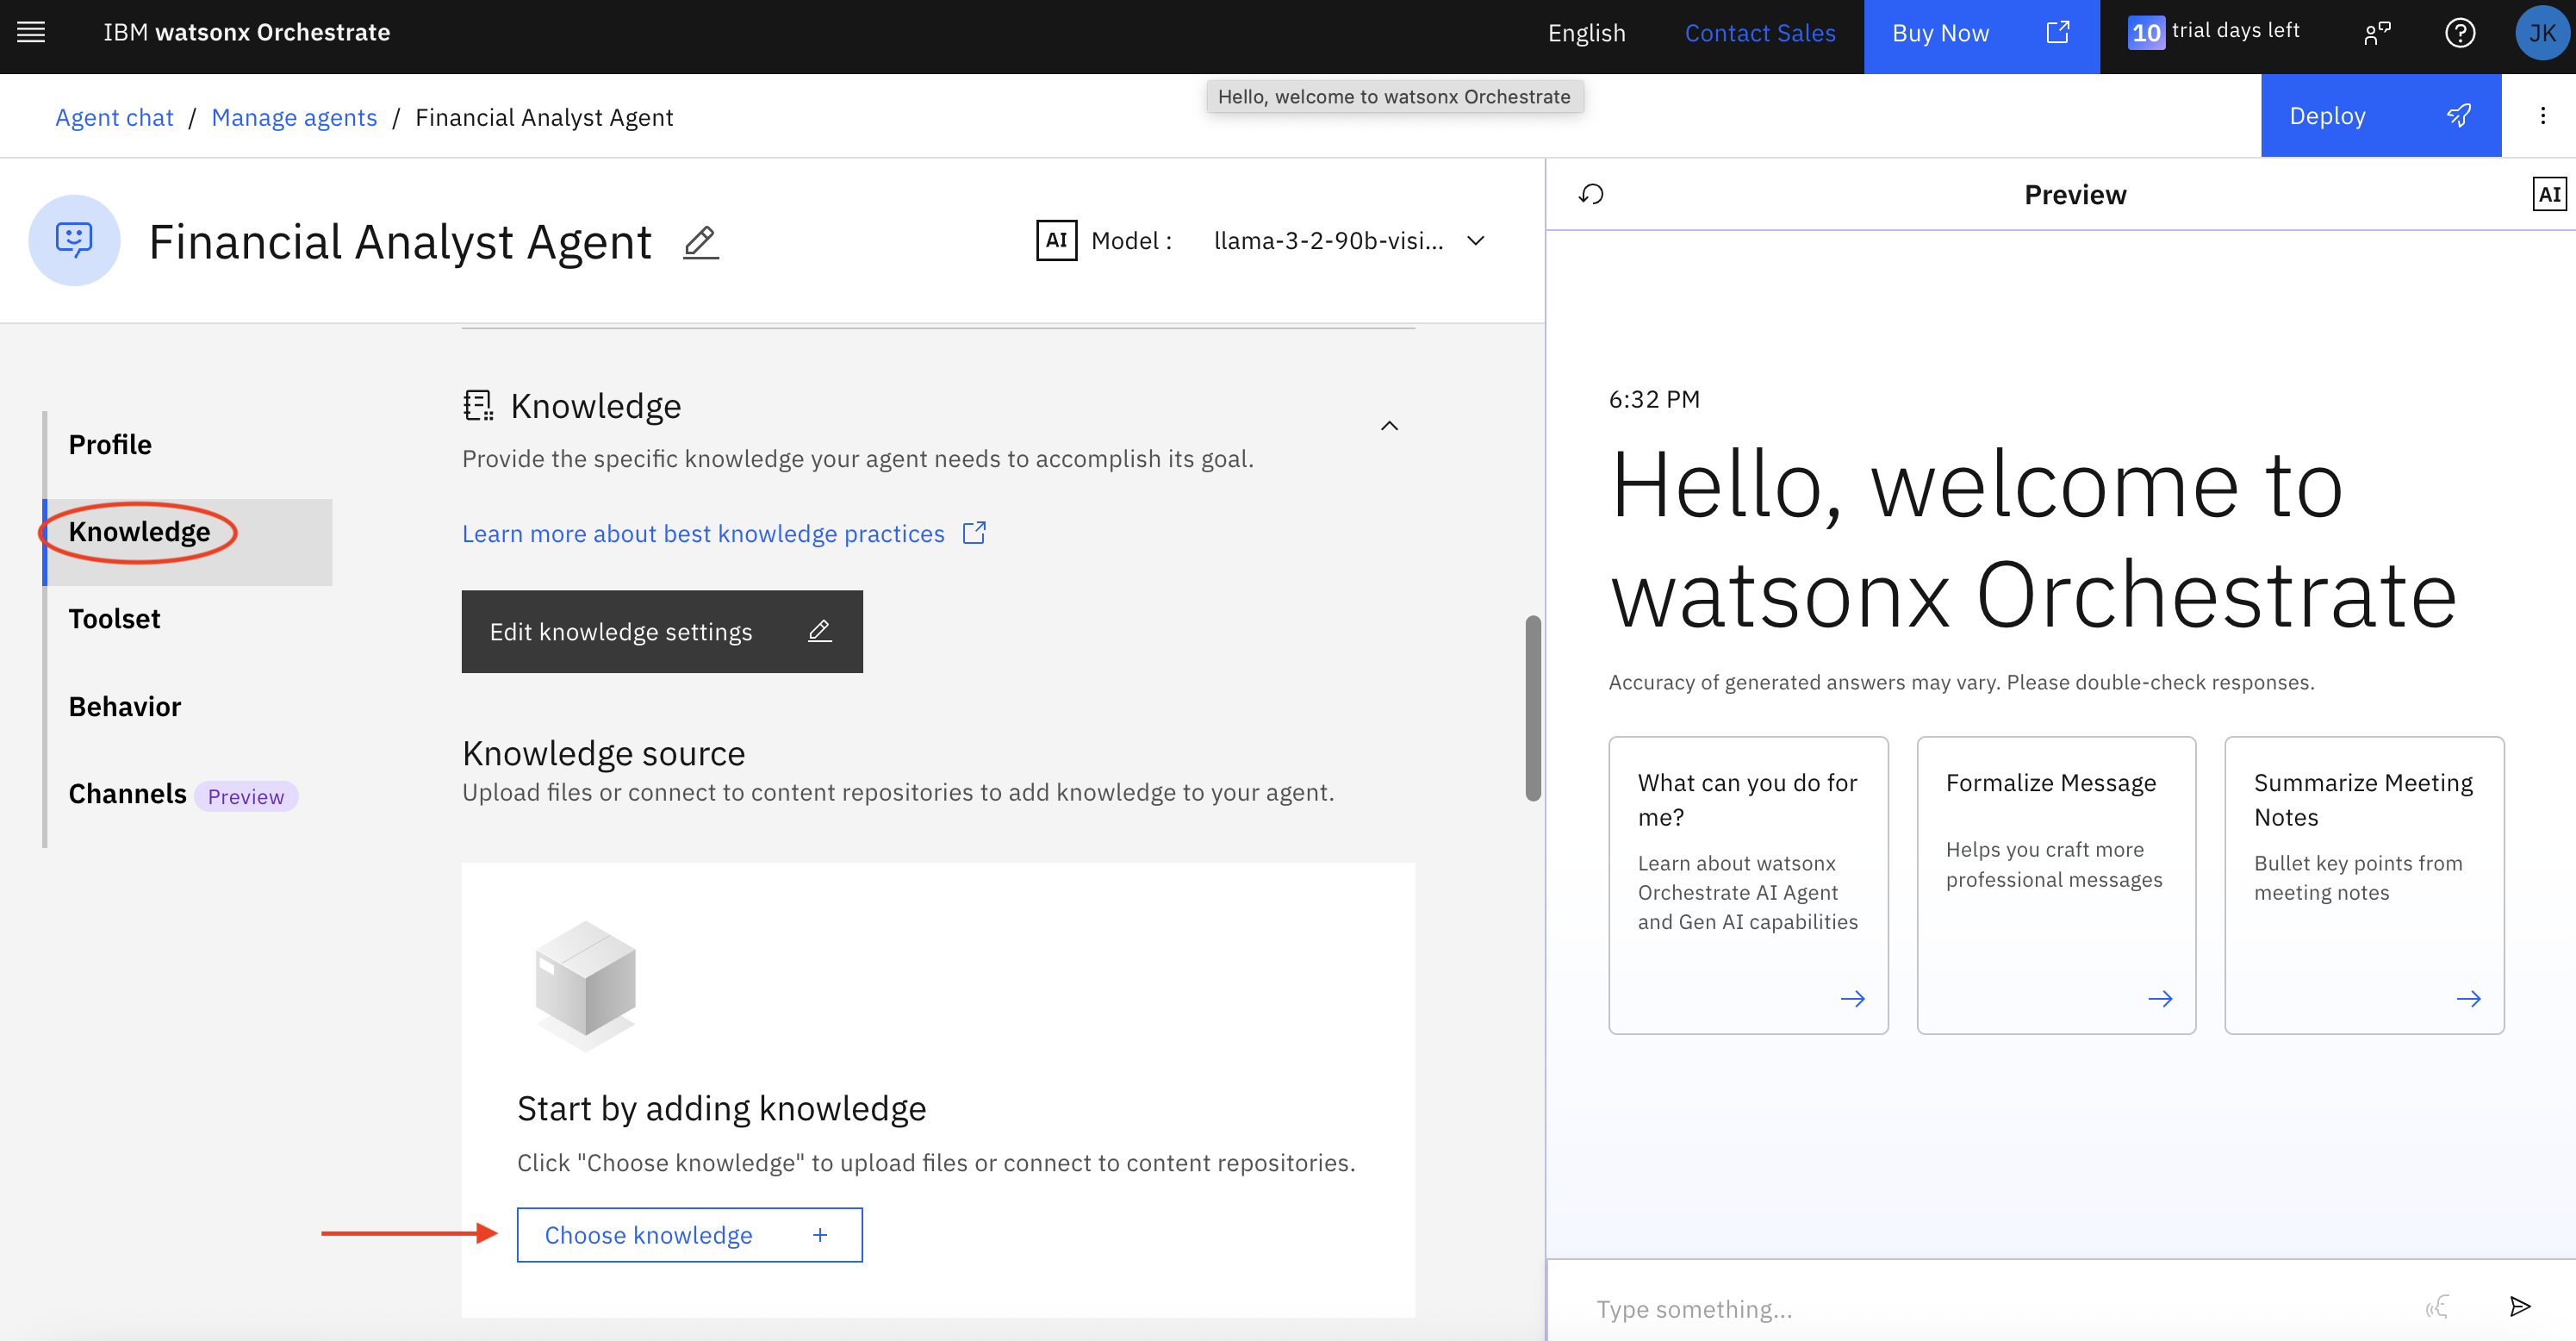 IBM watsonx Orchestrate
English
Contact Sales
Buy Now
10 trial days left
JK
Hello, welcome to watsonx Orchestrate
Agent chat / Manage agents / Financial Analyst Agent
Deploy
Financial Analyst Agent
AI Model :
llama-3-2-90b-visi...
Profile
Knowledge
Toolset
Behavior
Channels Preview
Knowledge
Provide the specific knowledge your agent needs to accomplish its goal.
Learn more about best knowledge practices
Edit knowledge settings
Knowledge source
Upload files or connect to content repositories to add knowledge to your agent.
Start by adding knowledge
Click "Choose knowledge" to upload files or connect to content repositories.
Choose knowledge +
Preview
AI
6:32 PM
Hello, welcome to
watsonx Orchestrate
Accuracy of generated answers may vary. Please double-check responses.
What can you do for
me?
Learn about watsonx
Orchestrate AI Agent
and Gen AI capabilities
Formalize Message
Helps you craft more
professional messages
Summarize Meeting
Notes
Bullet key points from
meeting notes
Type something...